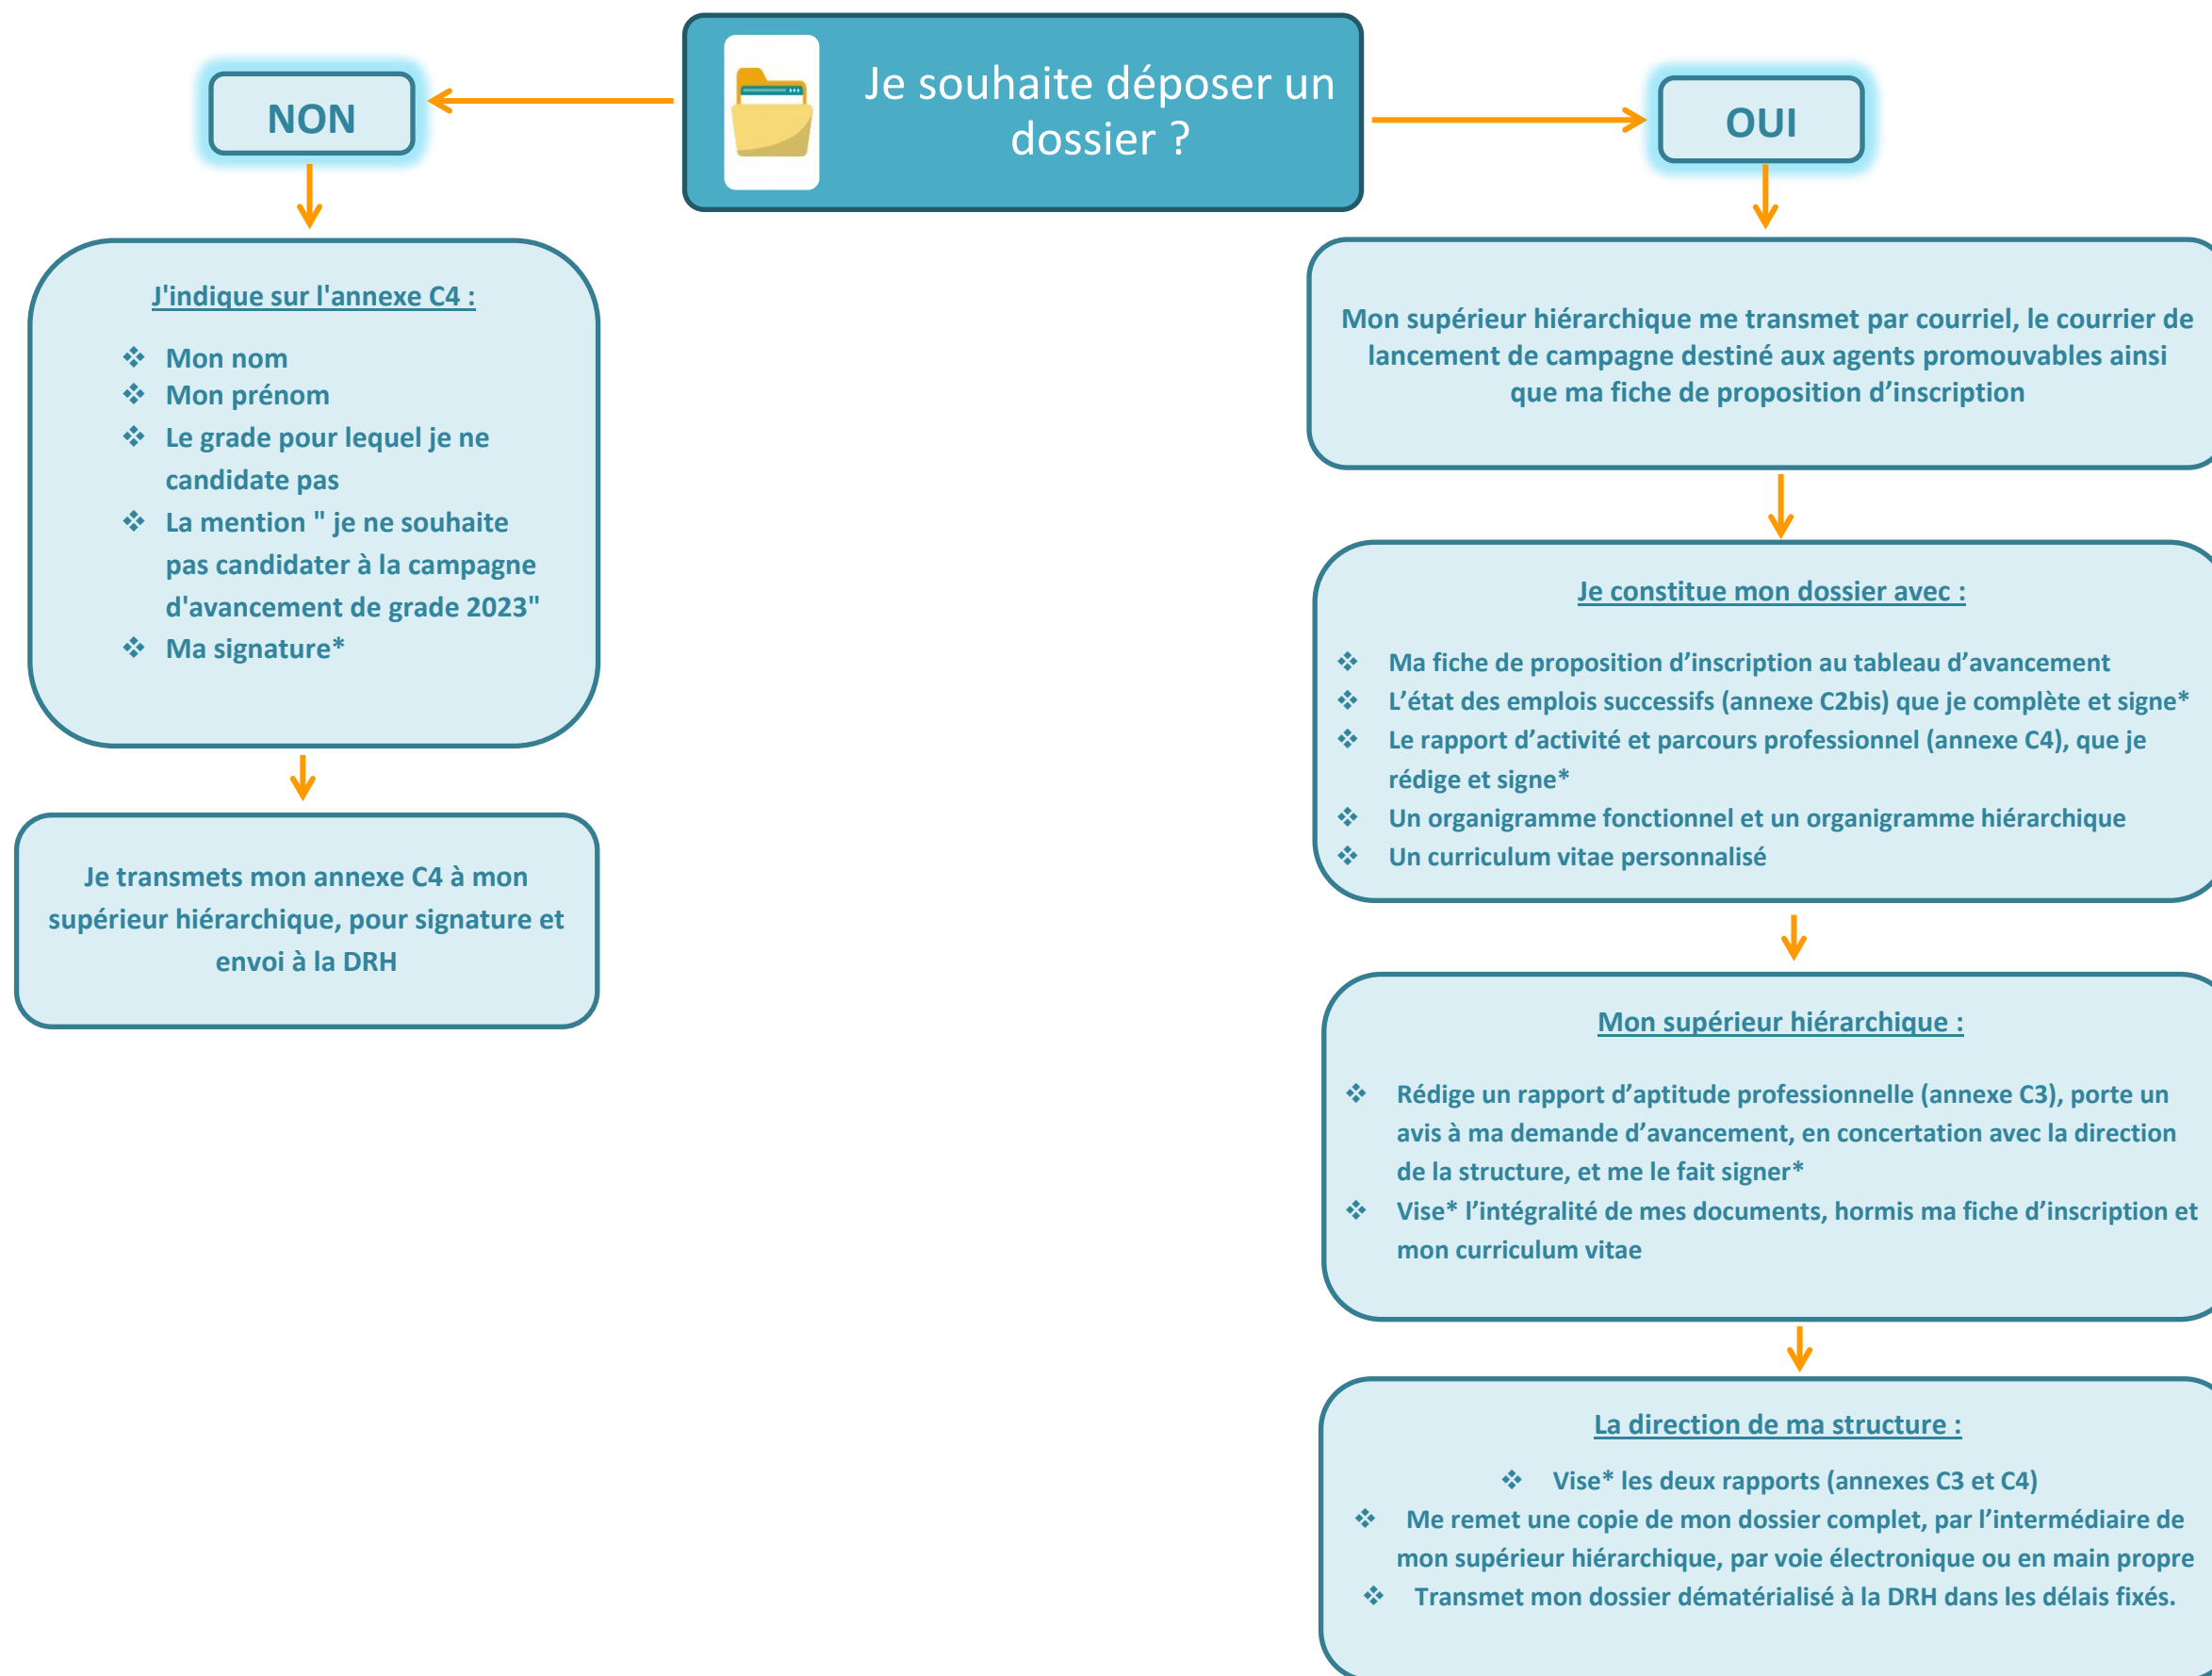 Je souhaite déposer un
dossier ?
NON
J'indique sur l'annexe C4 :
❖ Mon nom
❖ Mon prénom
❖ Le grade pour lequel je ne
candidate pas
❖ La mention " je ne souhaite
pas candidater à la campagne
d'avancement de grade 2023"
❖ Ma signature*
Je transmets mon annexe C4 à mon
supérieur hiérarchique, pour signature et
envoi à la DRH
OUI
Mon supérieur hiérarchique me transmet par courriel, le courrier de
lancement de campagne destiné aux agents promouvables ainsi
que ma fiche de proposition d’inscription
Je constitue mon dossier avec :
❖ Ma fiche de proposition d’inscription au tableau d’avancement
❖ L’état des emplois successifs (annexe C2bis) que je complète et signe*
❖ Le rapport d’activité et parcours professionnel (annexe C4), que je
rédige et signe*
❖ Un organigramme fonctionnel et un organigramme hiérarchique
❖ Un curriculum vitae personnalisé
Mon supérieur hiérarchique :
❖ Rédige un rapport d’aptitude professionnelle (annexe C3), porte un
avis à ma demande d’avancement, en concertation avec la direction
de la structure, et me le fait signer*
❖ Vise* l’intégralité de mes documents, hormis ma fiche d’inscription et
mon curriculum vitae
La direction de ma structure :
❖ Vise* les deux rapports (annexes C3 et C4)
❖ Me remet une copie de mon dossier complet, par l’intermédiaire de
mon supérieur hiérarchique, par voie électronique ou en main propre
❖ Transmet mon dossier dématérialisé à la DRH dans les délais fixés.